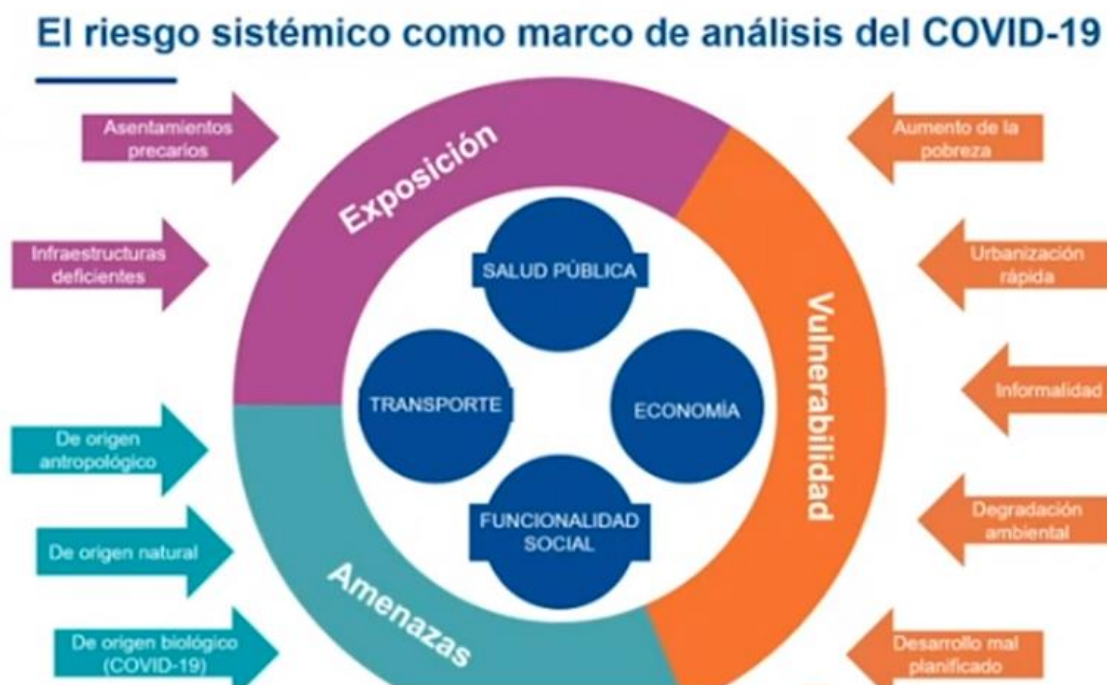 El riesgo sistémico como marco de análisis del COVID-19
Asentamientos
precarios
Infraestructuras
deficientes
De origen
antropológico
De origen natural
De origen biológico
(COVID-19)
Exposición
Amenazas
Vulnerabilidad
SALUD PÚBLICA
TRANSPORTE
ECONOMÍA
FUNCIONALIDAD
SOCIAL
Aumento de la
pobreza
Urbanización
rápida
Informalidad
Degradación
ambiental
Desarrollo mal
planificado